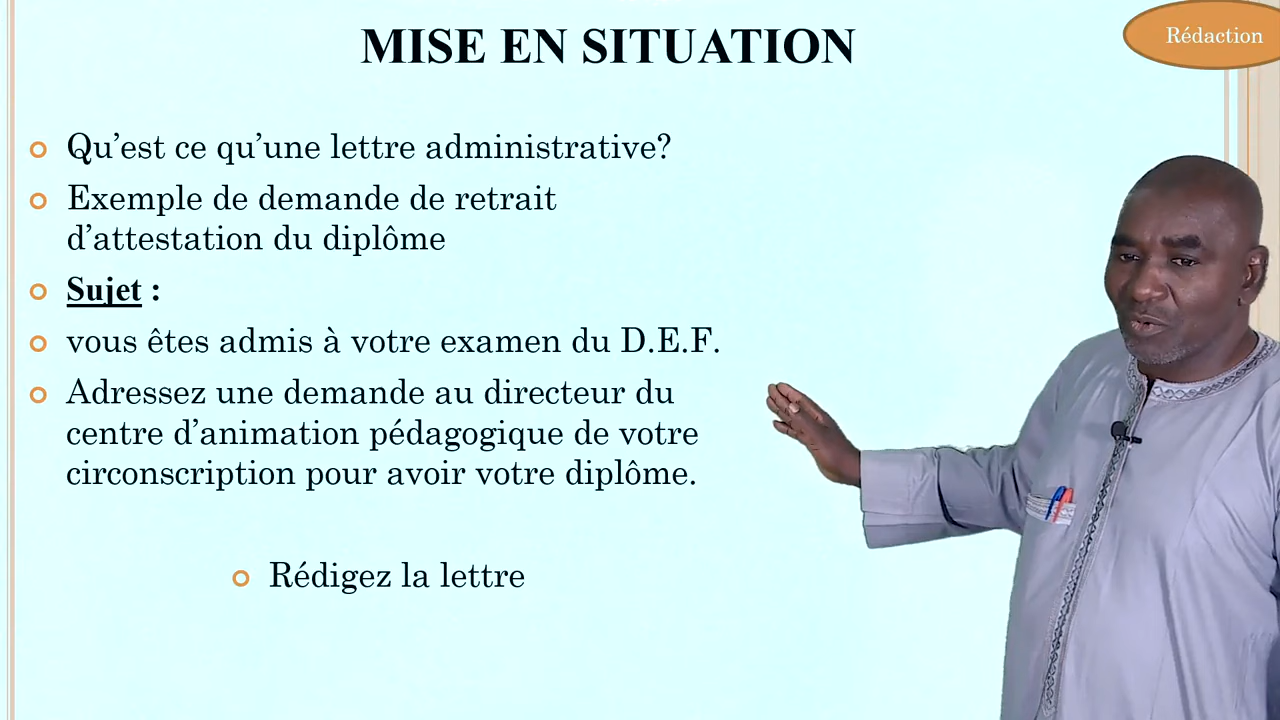 MISE EN SITUATION
Rédaction
Qu'est ce qu'une lettre administrative?
Exemple de demande de retrait
d'attestation du diplôme
Sujet :
vous êtes admis à votre examen du D.E.F.
Adressez une demande au directeur du
centre d'animation pédagogique de votre
circonscription pour avoir votre diplôme.
Rédigez la lettre